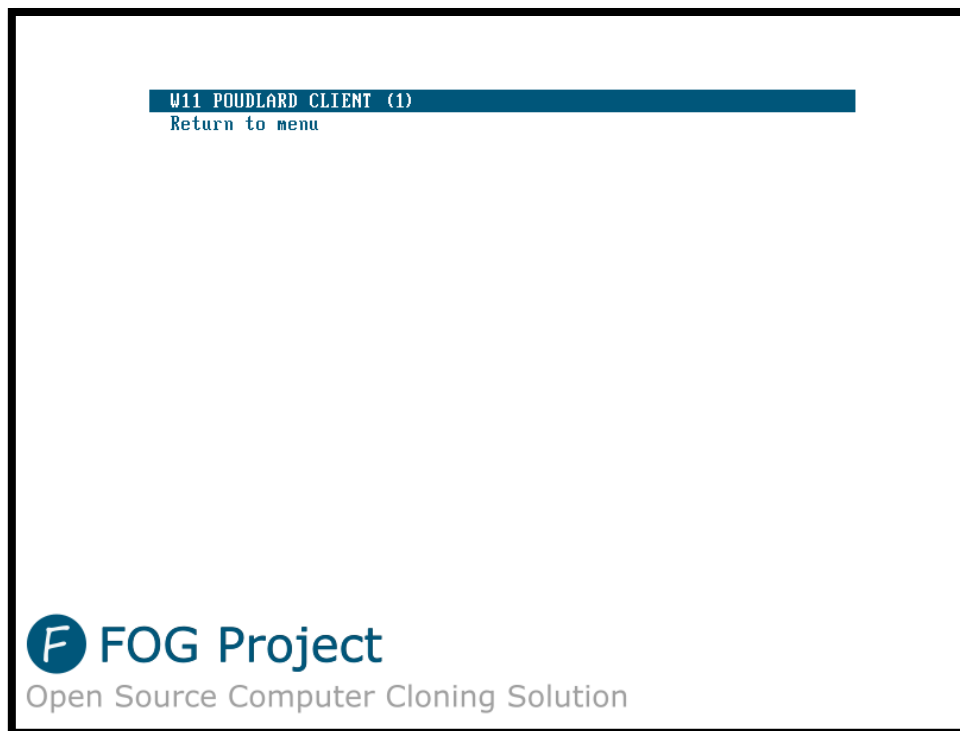 W11 POUDLARD CLIENT (1)
Return to menu
F FOG Project
Open Source Computer Cloning Solution